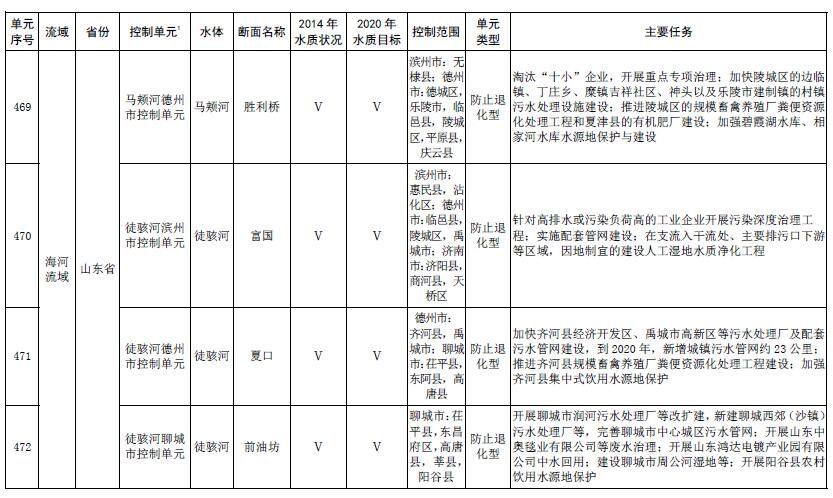 单元
序号
流域
省份
控制单元¹
水体
断面名称
2014 年
水质状况
2020 年
水质目标
控制范围
单元
类型
主要任务
海河
流域
山东省
469
马颊河德州
市控制单元
马颊河
胜利桥
V
V
滨州市：无
棣县；德州
市：德城区，
乐陵市，临
邑县，陵城
区，平原县，
庆云县
防止退
化型
淘汰“十小”企业，开展重点专项治理；加快陵城区的边临
镇、丁庄乡、糜镇吉祥社区、神头以及乐陵市建制镇的村镇
污水处理设施建设；推进陵城区的规模畜禽养殖厂粪便资源
化处理工程和夏津县的有机肥厂建设；加强碧霞湖水库、相
家河水库水源地保护与建设
470
徒骇河滨州
市控制单元
徒骇河
富国
V
V
滨州市：
惠民县，沾
化区；德州
市：临邑县，
陵城区，禹
城市；济南
市：济阳县，
商河县，天
桥区
防止退
化型
针对高排水或污染负荷高的工业企业开展污染深度治理工
程；实施配套管网建设；在支流入干流处、主要排污口下游
等区域，因地制宜的建设人工湿地水质净化工程
471
徒骇河德州
市控制单元
徒骇河
夏口
V
V
德州市：
齐河县，禹
城市；聊城
市：茌平县，
东阿县，高
唐县
防止退
化型
加快齐河县经济开发区、禹城市高新区等污水处理厂及配套
污水管网建设，到 2020 年，新增城镇污水管网约 23 公里；
推进齐河县规模畜禽养殖厂粪便资源化处理工程建设；加强
齐河县集中式饮用水源地保护
472
徒骇河聊城
市控制单元
徒骇河
前油坊
V
V
聊城市：茌
平县，东昌
府区，高唐
县，莘县，
阳谷县
防止退
化型
开展聊城市润河污水处理厂等改扩建，新建聊城西郊（沙镇）
污水处理厂等，完善聊城市中心城区污水管网；开展山东中
奥毯业有限公司等废水治理；开展山东鸿达电镀产业园有限
公司中水回用；建设聊城市周公河湿地等；开展阳谷县农村
饮用水源地保护